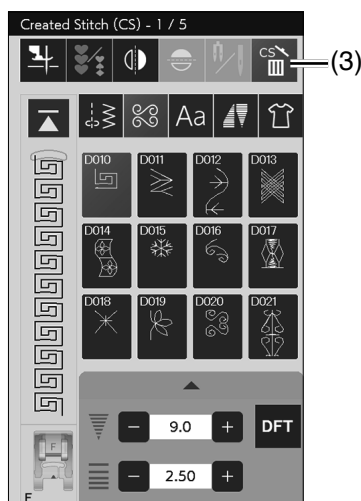 Created Stitch (CS) - 1 / 5
CS
(3)
Aa
D010 D011 D012 D013
D014 D015 D016 D017
D018 D019 D020 D021
- 9.0 + DFT
- 2.50 +
F
F